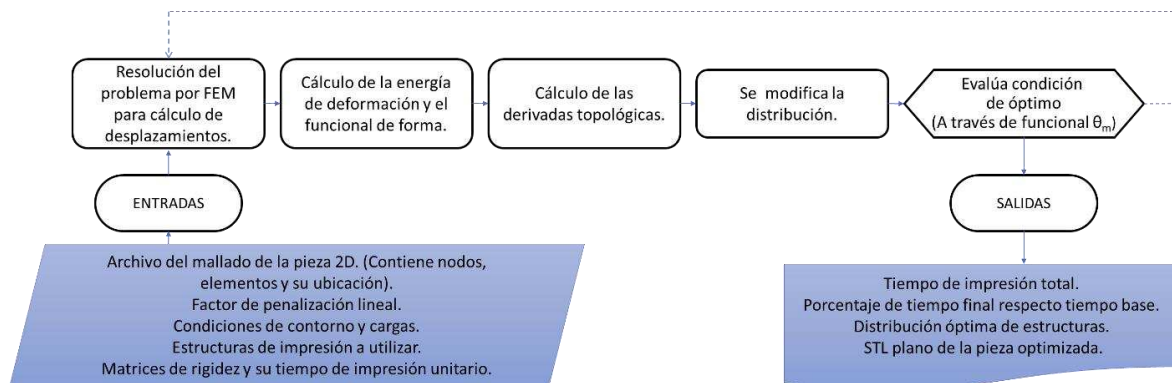 Resolución del
problema por FEM
para cálculo de
desplazamientos.
Cálculo de la energía
de deformación y el
funcional de forma.
Cálculo de las
derivadas topológicas.
Se modifica la
distribución.
Evalúa condición
de óptimo
(A través de funcional θm)
ENTRADAS
SALIDAS
Archivo del mallado de la pieza 2D. (Contiene nodos,
elementos y su ubicación).
Factor de penalización lineal.
Condiciones de contorno y cargas.
Estructuras de impresión a utilizar.
Matrices de rigidez y su tiempo de impresión unitario.
Tiempo de impresión total.
Porcentaje de tiempo final respecto tiempo base.
Distribución óptima de estructuras.
STL plano de la pieza optimizada.